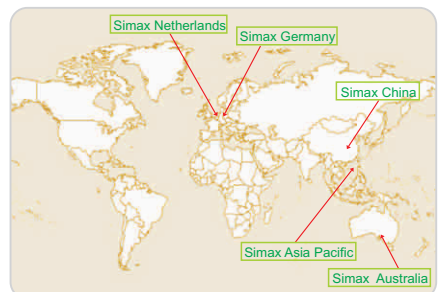 Simax Netherlands
Simax Germany
Simax China
Simax Asia Pacific
Simax Australia